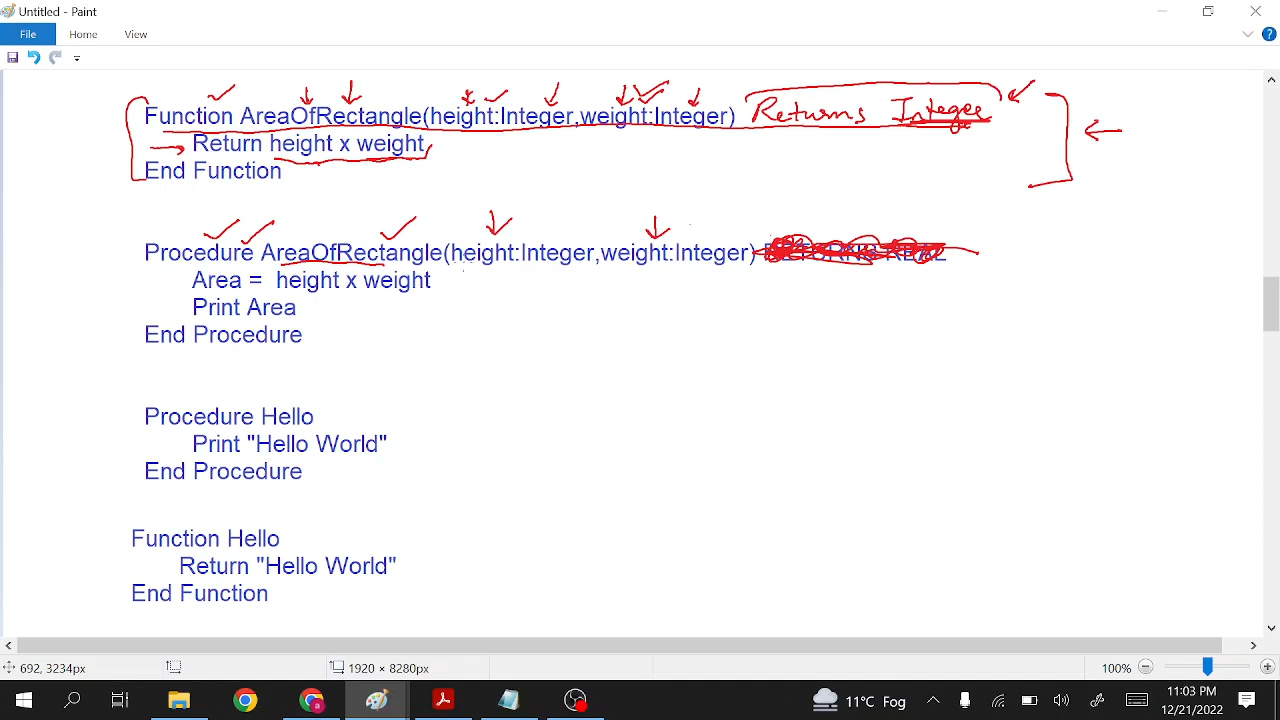 Untitled - Paint
File Home View
Function AreaOfRectangle(height:Integer,weight:Integer) Returns Integer
Return height x weight
End Function
Procedure AreaOfRectangle(height:Integer,weight:Integer)
Area = height x weight
Print Area
End Procedure
Procedure Hello
Print "Hello World"
End Procedure
Function Hello
Return "Hello World"
End Function
692, 3234px 1920 × 8280px 100%
11°C Fog 11:03 PM
12/21/2022